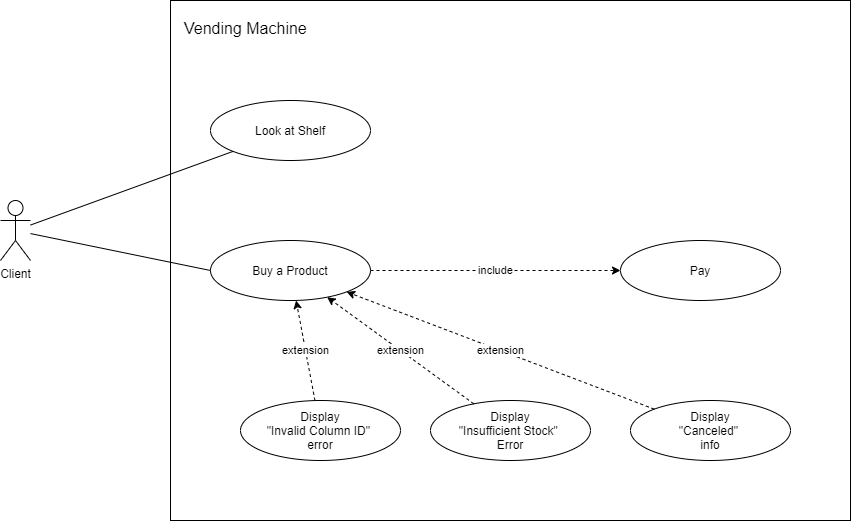 Vending Machine
Look at Shelf
Client
Buy a Product
include
Pay
extension
extension
extension
Display
"Invalid Column ID"
error
Display
"Insufficient Stock"
Error
Display
"Canceled"
info